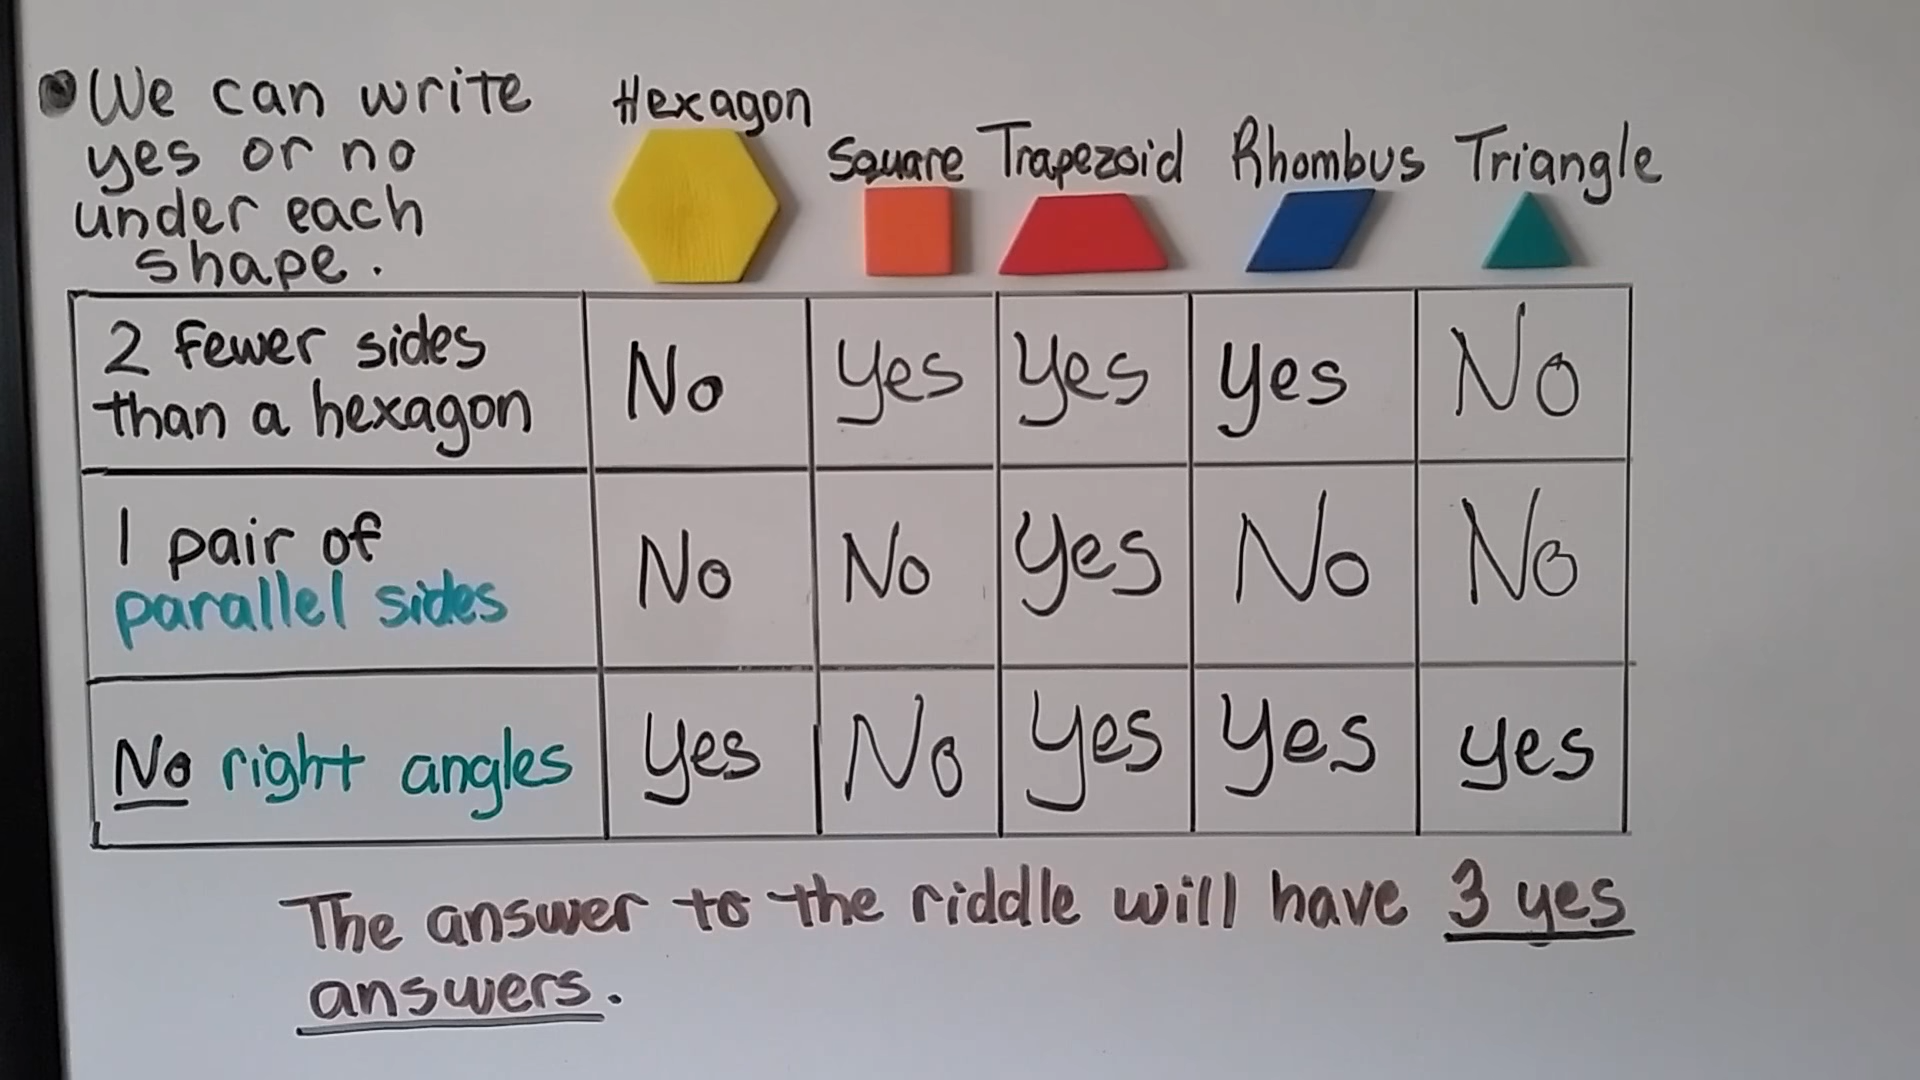 We can write
yes or no
under each
shape.
Hexagon
Square Trapezoid Rhombus Triangle
2 fewer sides
than a hexagon
No yes yes yes No
1 pair of
parallel sides
No No yes No No
No right angles
yes No yes yes yes
The answer to the riddle will have 3 yes
answers.